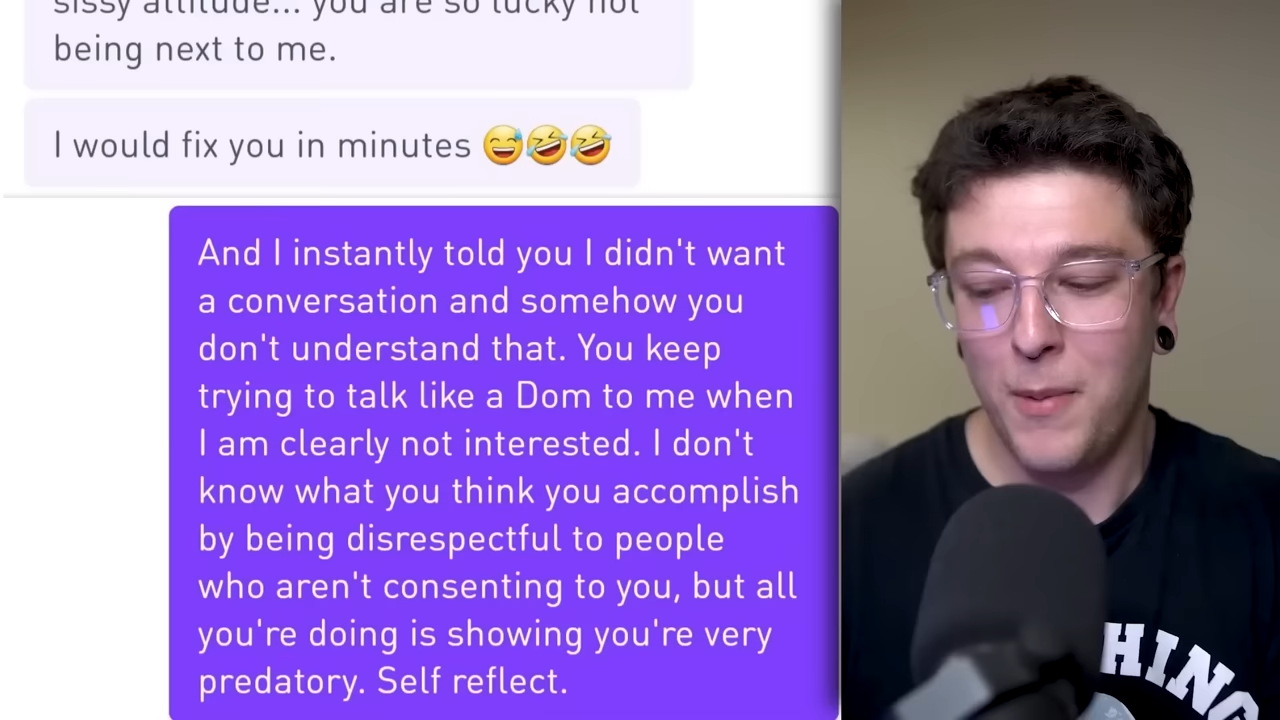 sissy attitude... you are so lucky not
being next to me.
I would fix you in minutes 😅🤣🤣
And I instantly told you I didn't want
a conversation and somehow you
don't understand that. You keep
trying to talk like a Dom to me when
I am clearly not interested. I don't
know what you think you accomplish
by being disrespectful to people
who aren't consenting to you, but all
you're doing is showing you're very
predatory. Self reflect.
HING